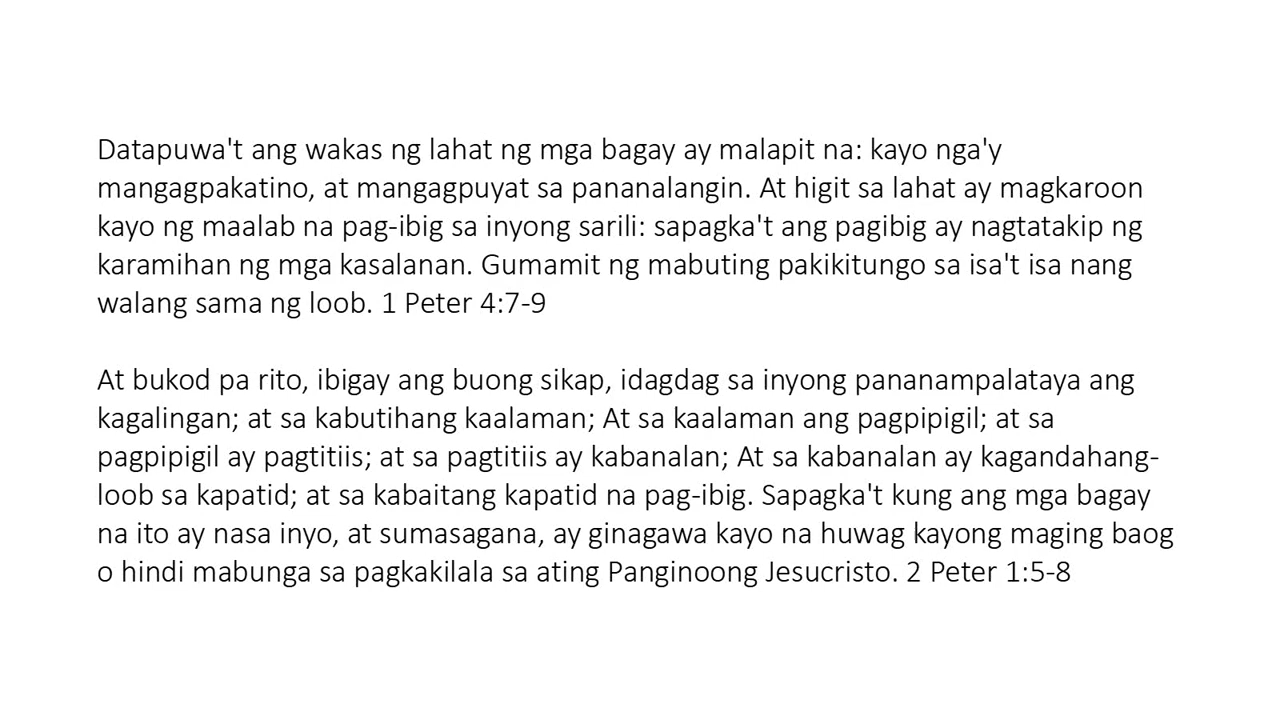 Datapuwa't ang wakas ng lahat ng mga bagay ay malapit na: kayo nga'y
mangagpakatino, at mangagpuyat sa pananalangin. At higit sa lahat ay magkaroon
kayo ng maalab na pag-ibig sa inyong sarili: sapagka't ang pagibig ay nagtatakip ng
karamihan ng mga kasalanan. Gumamit ng mabuting pakikitungo sa isa't isa nang
walang sama ng loob. 1 Peter 4:7-9
At bukod pa rito, ibigay ang buong sikap, idagdag sa inyong pananampalataya ang
kagalingan; at sa kabutihang kaalaman; At sa kaalaman ang pagpipigil; at sa
pagpipigil ay pagtitiis; at sa pagtitiis ay kabanalan; At sa kabanalan ay kagandahang-
loob sa kapatid; at sa kabaitang kapatid na pag-ibig. Sapagka't kung ang mga bagay
na ito ay nasa inyo, at sumasagana, ay ginagawa kayo na huwag kayong maging baog
o hindi mabunga sa pagkakilala sa ating Panginoong Jesucristo. 2 Peter 1:5-8